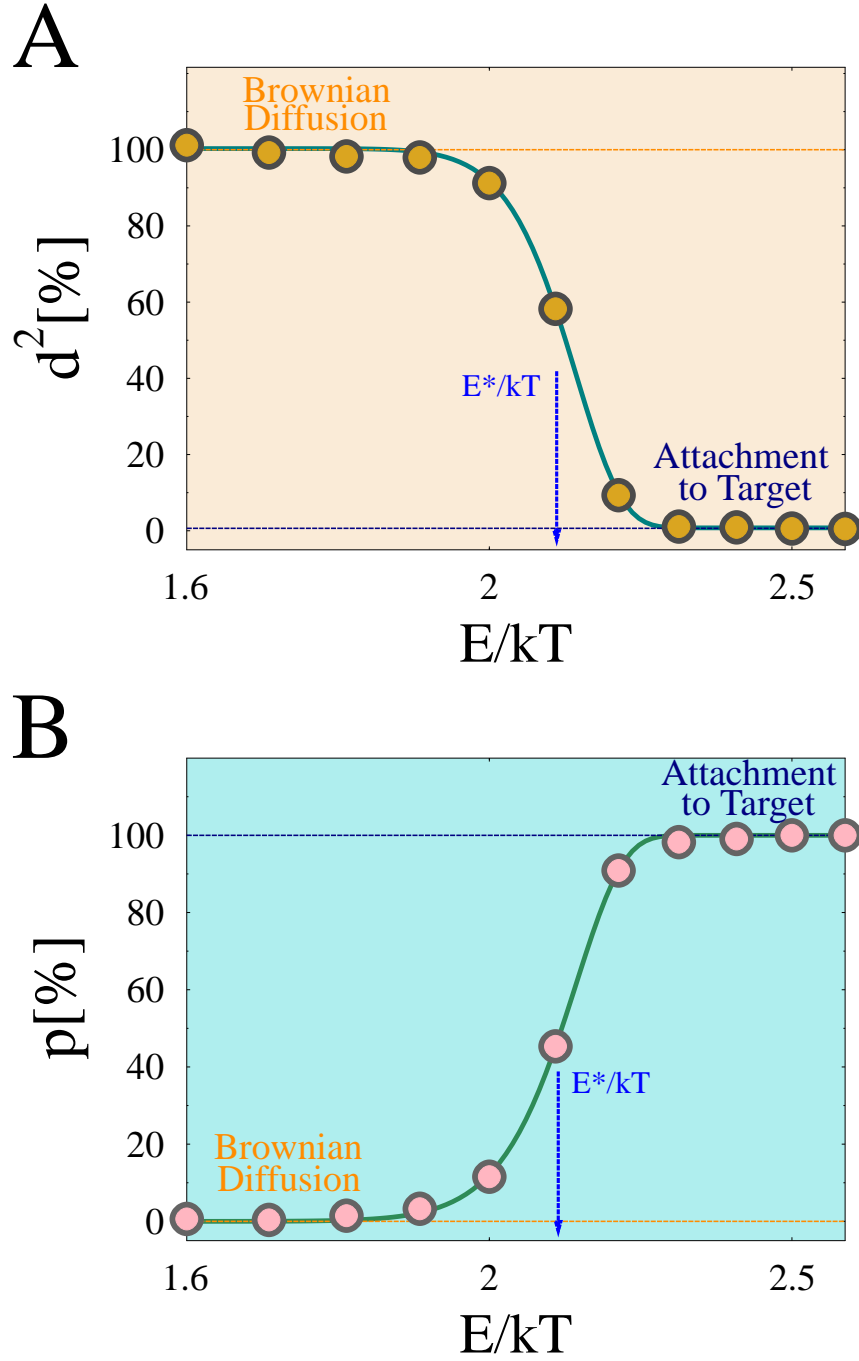 A
Brownian
Diffusion
100
80
60
40
20
0
d²[%]
E*/kT
Attachment
to Target
1.6
2
2.5
E/kT
B
Attachment
to Target
100
80
60
40
20
0
p[%]
E*/kT
Brownian
Diffusion
1.6
2
2.5
E/kT